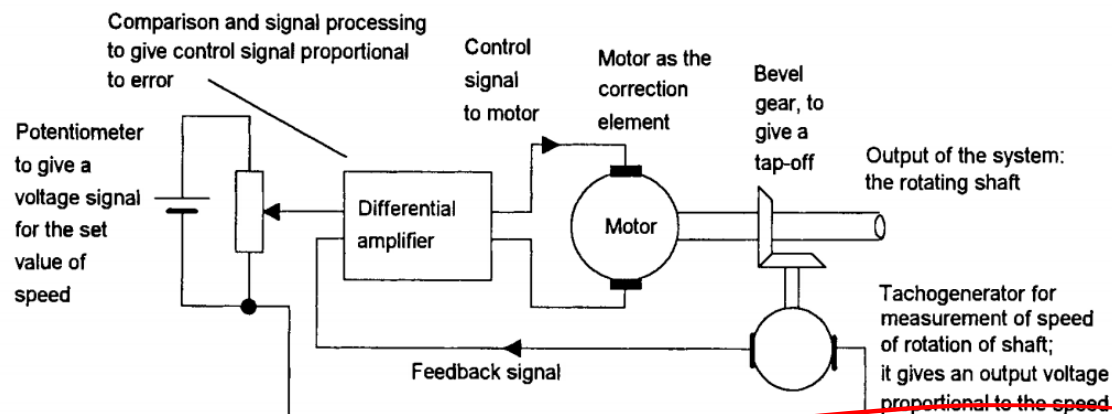 Comparison and signal processing
to give control signal proportional
to error
Control
signal
to motor
Motor as the
correction
element
Bevel
gear, to
give a
tap-off
Potentiometer
to give a
voltage signal
for the set
value of
speed
Output of the system:
the rotating shaft
Differential
amplifier
Motor
Tachogenerator for
measurement of speed
of rotation of shaft;
it gives an output voltage
proportional to the speed
Feedback signal